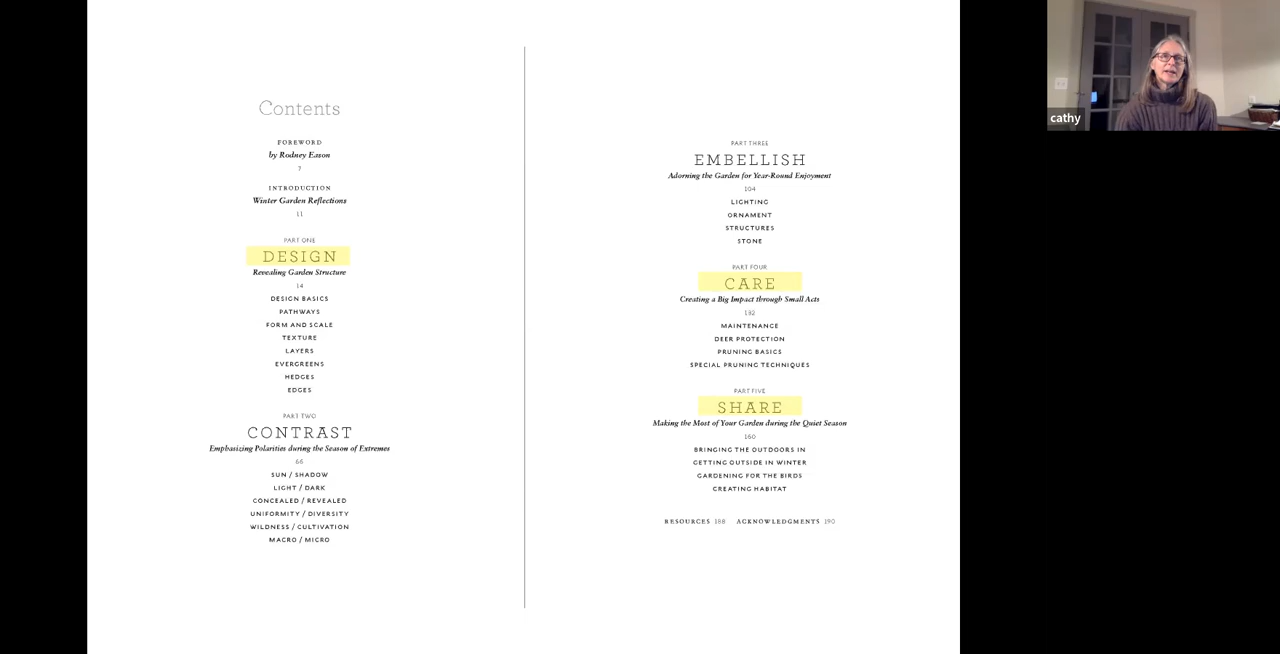 Contents
FOREWORD
by Rodney Eason
7
INTRODUCTION
Winter Garden Reflections
11
PART ONE
DESIGN
Revealing Garden Structure
14
DESIGN BASICS
PATHWAYS
FORM AND SCALE
TEXTURE
LAYERS
EVERGREENS
HEDGES
EDGES
PART TWO
CONTRAST
Emphasizing Polarities during the Season of Extremes
66
SUN / SHADOW
LIGHT / DARK
CONCEALED / REVEALED
UNIFORMITY / DIVERSITY
WILDNESS / CULTIVATION
MACRO / MICRO
PART THREE
EMBELLISH
Adorning the Garden for Year-Round Enjoyment
104
LIGHTING
ORNAMENT
STRUCTURES
STONE
PART FOUR
CARE
Creating a Big Impact through Small Acts
132
MAINTENANCE
DEER PROTECTION
PRUNING BASICS
SPECIAL PRUNING TECHNIQUES
PART FIVE
SHARE
Making the Most of Your Garden during the Quiet Season
160
BRINGING THE OUTDOORS IN
GETTING OUTSIDE IN WINTER
GARDENING FOR THE BIRDS
CREATING HABITAT
RESOURCES 188 ACKNOWLEDGMENTS 190
cathy